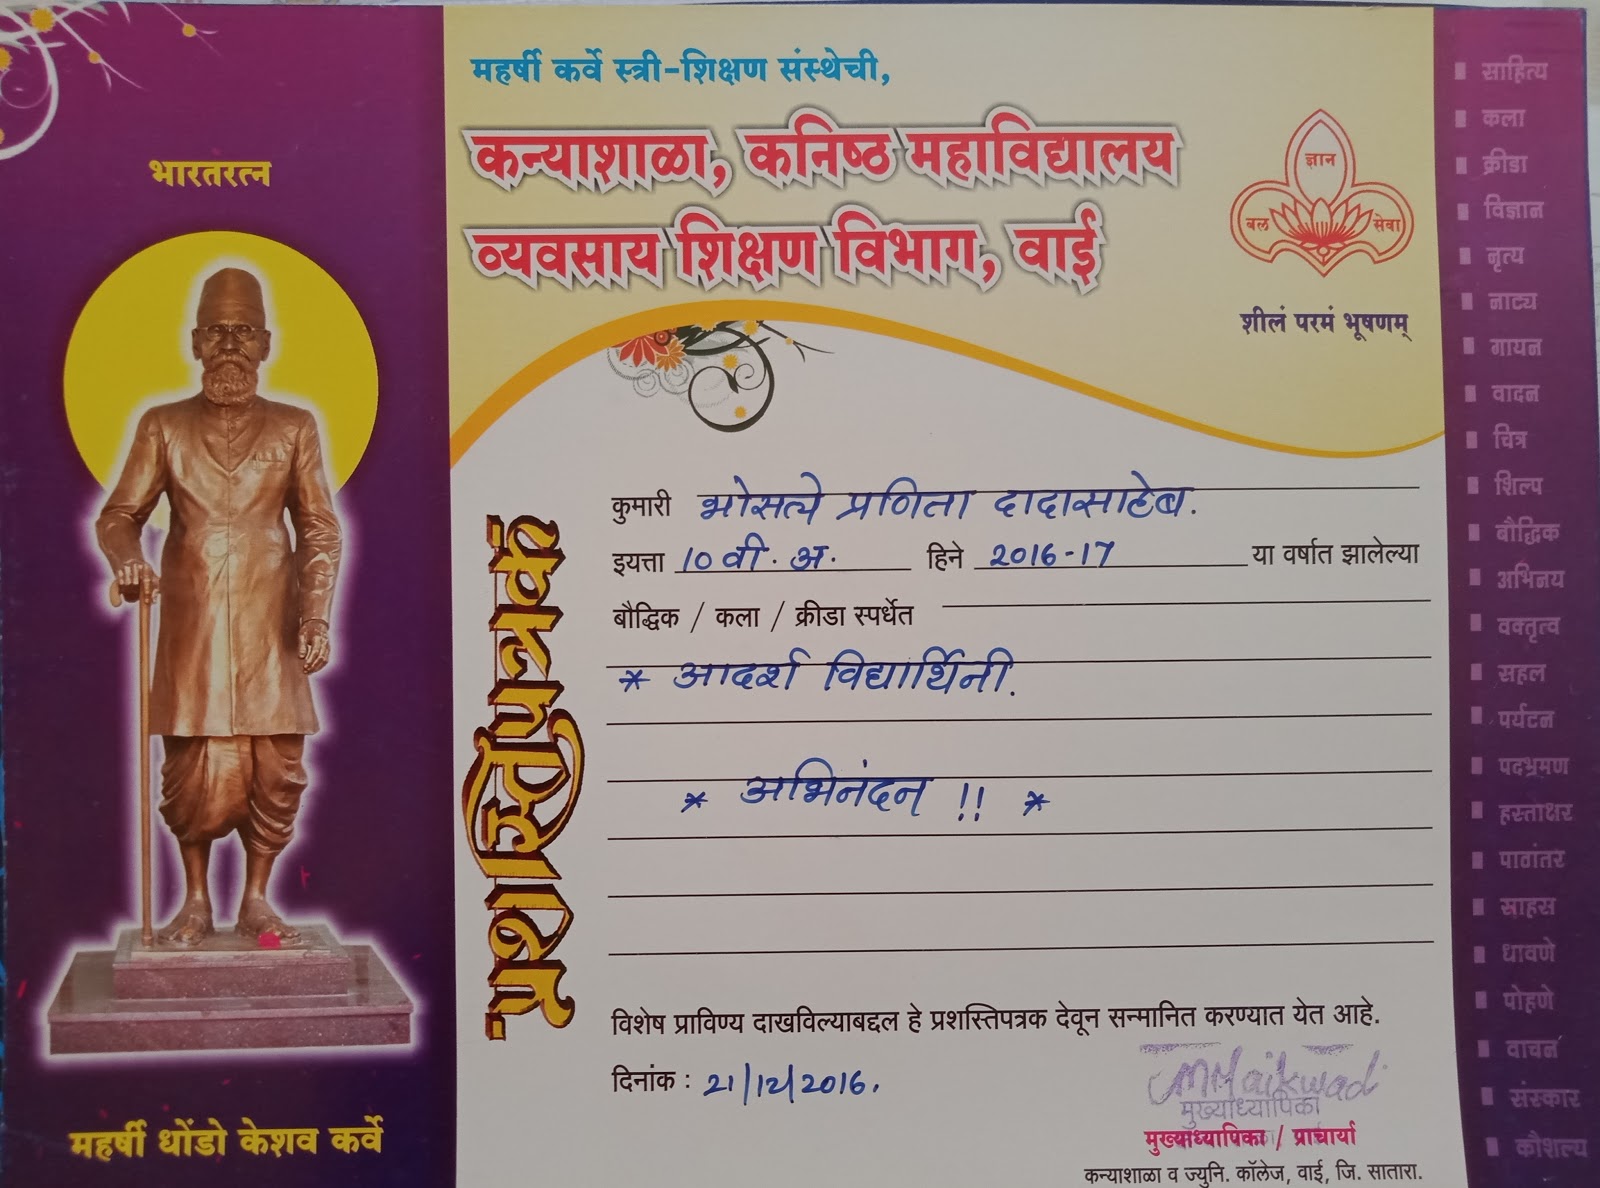 महर्षी कर्वे स्त्री-शिक्षण संस्थेची,
कन्याशाळा, कनिष्ठ महाविद्यालय
व्यवसाय शिक्षण विभाग, वाई
ज्ञान
बल
सेवा
शीलं परमं भूषणम्
भारतरत्न
महर्षी धोंडो केशव कर्वे
प्रशस्तिपत्रक
कुमारी भोसले प्रणिता दादासाहेब.
इयत्ता 10 वी. अ. हिने 2016-17 या वर्षात झालेल्या
बौद्धिक / कला / क्रीडा स्पर्धेत
* आदर्श विद्यार्थिनी.
* अभिनंदन !! *
विशेष प्राविण्य दाखविल्याबद्दल हे प्रशस्तिपत्रक देवून सन्मानित करण्यात येत आहे.
दिनांक : 21/12/2016.
मुख्याध्यापिका
मुख्याध्यापिका / प्राचार्या
कन्याशाळा व ज्युनि. कॉलेज, वाई, जि. सातारा.
साहित्य
कला
क्रीडा
विज्ञान
नृत्य
नाट्य
गायन
वादन
चित्र
शिल्प
बौद्धिक
अभिनय
वक्तृत्व
सहल
पर्यटन
पदभ्रमण
हस्ताक्षर
पाठांतर
साहस
धावणे
पोहणे
वाचन
संस्कार
कौशल्य